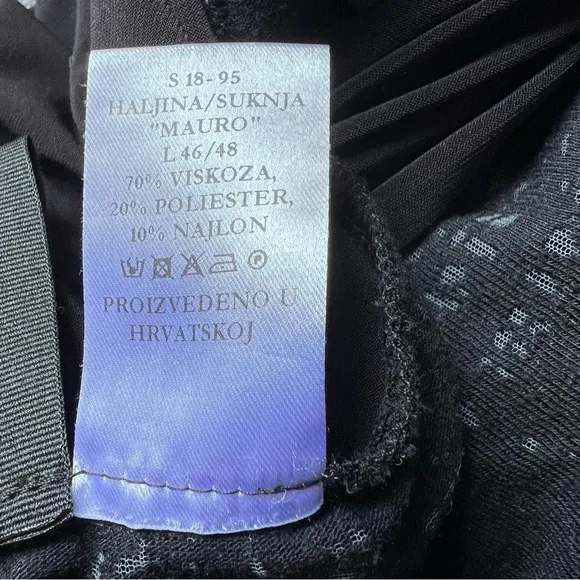 S 18-95
HALJINA/SUKNJA
"MAURO"
L 46/48
70% VISKOZA,
20% POLIESTER,
10% NAJLON
PROIZVEDENO U
HRVATSKOJ